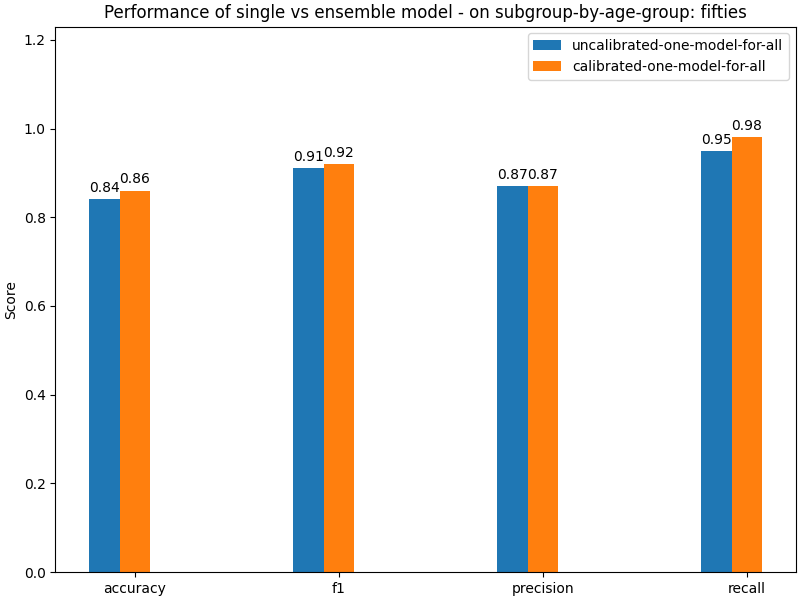 Performance of single vs ensemble model - on subgroup-by-age-group: fifties
uncalibrated-one-model-for-all
calibrated-one-model-for-all
Score
1.2
1.0
0.8
0.6
0.4
0.2
0.0
0.84
0.86
0.91
0.92
0.87
0.87
0.95
0.98
accuracy
f1
precision
recall